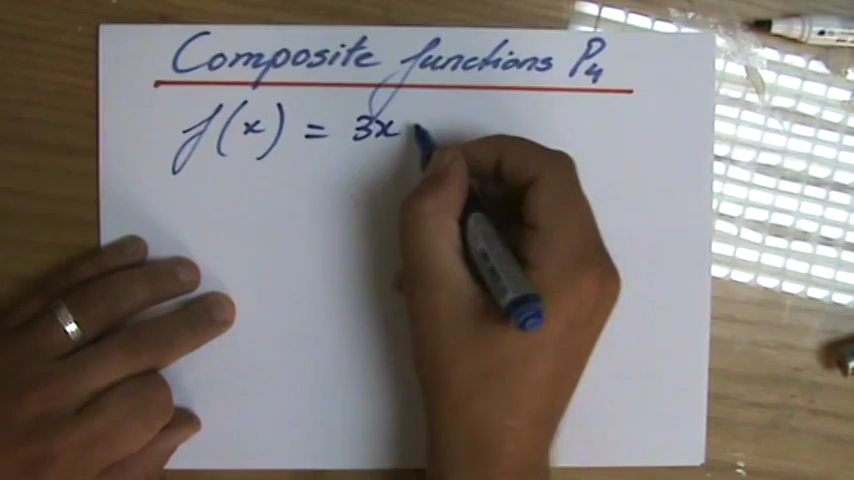 Composite functions P4
f(x) = 3x